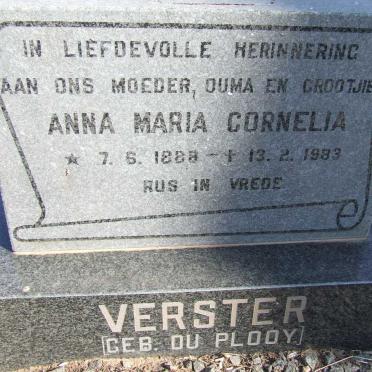 IN LIEFDEVOLLE HERINNERING
AAN ONS MOEDER, OUMA EN GROOTJIE
ANNA MARIA CORNELIA
★ 7. 6. 1888 - † 13. 2. 1983
RUS IN VREDE
VERSTER
[GEB. DU PLOOY]